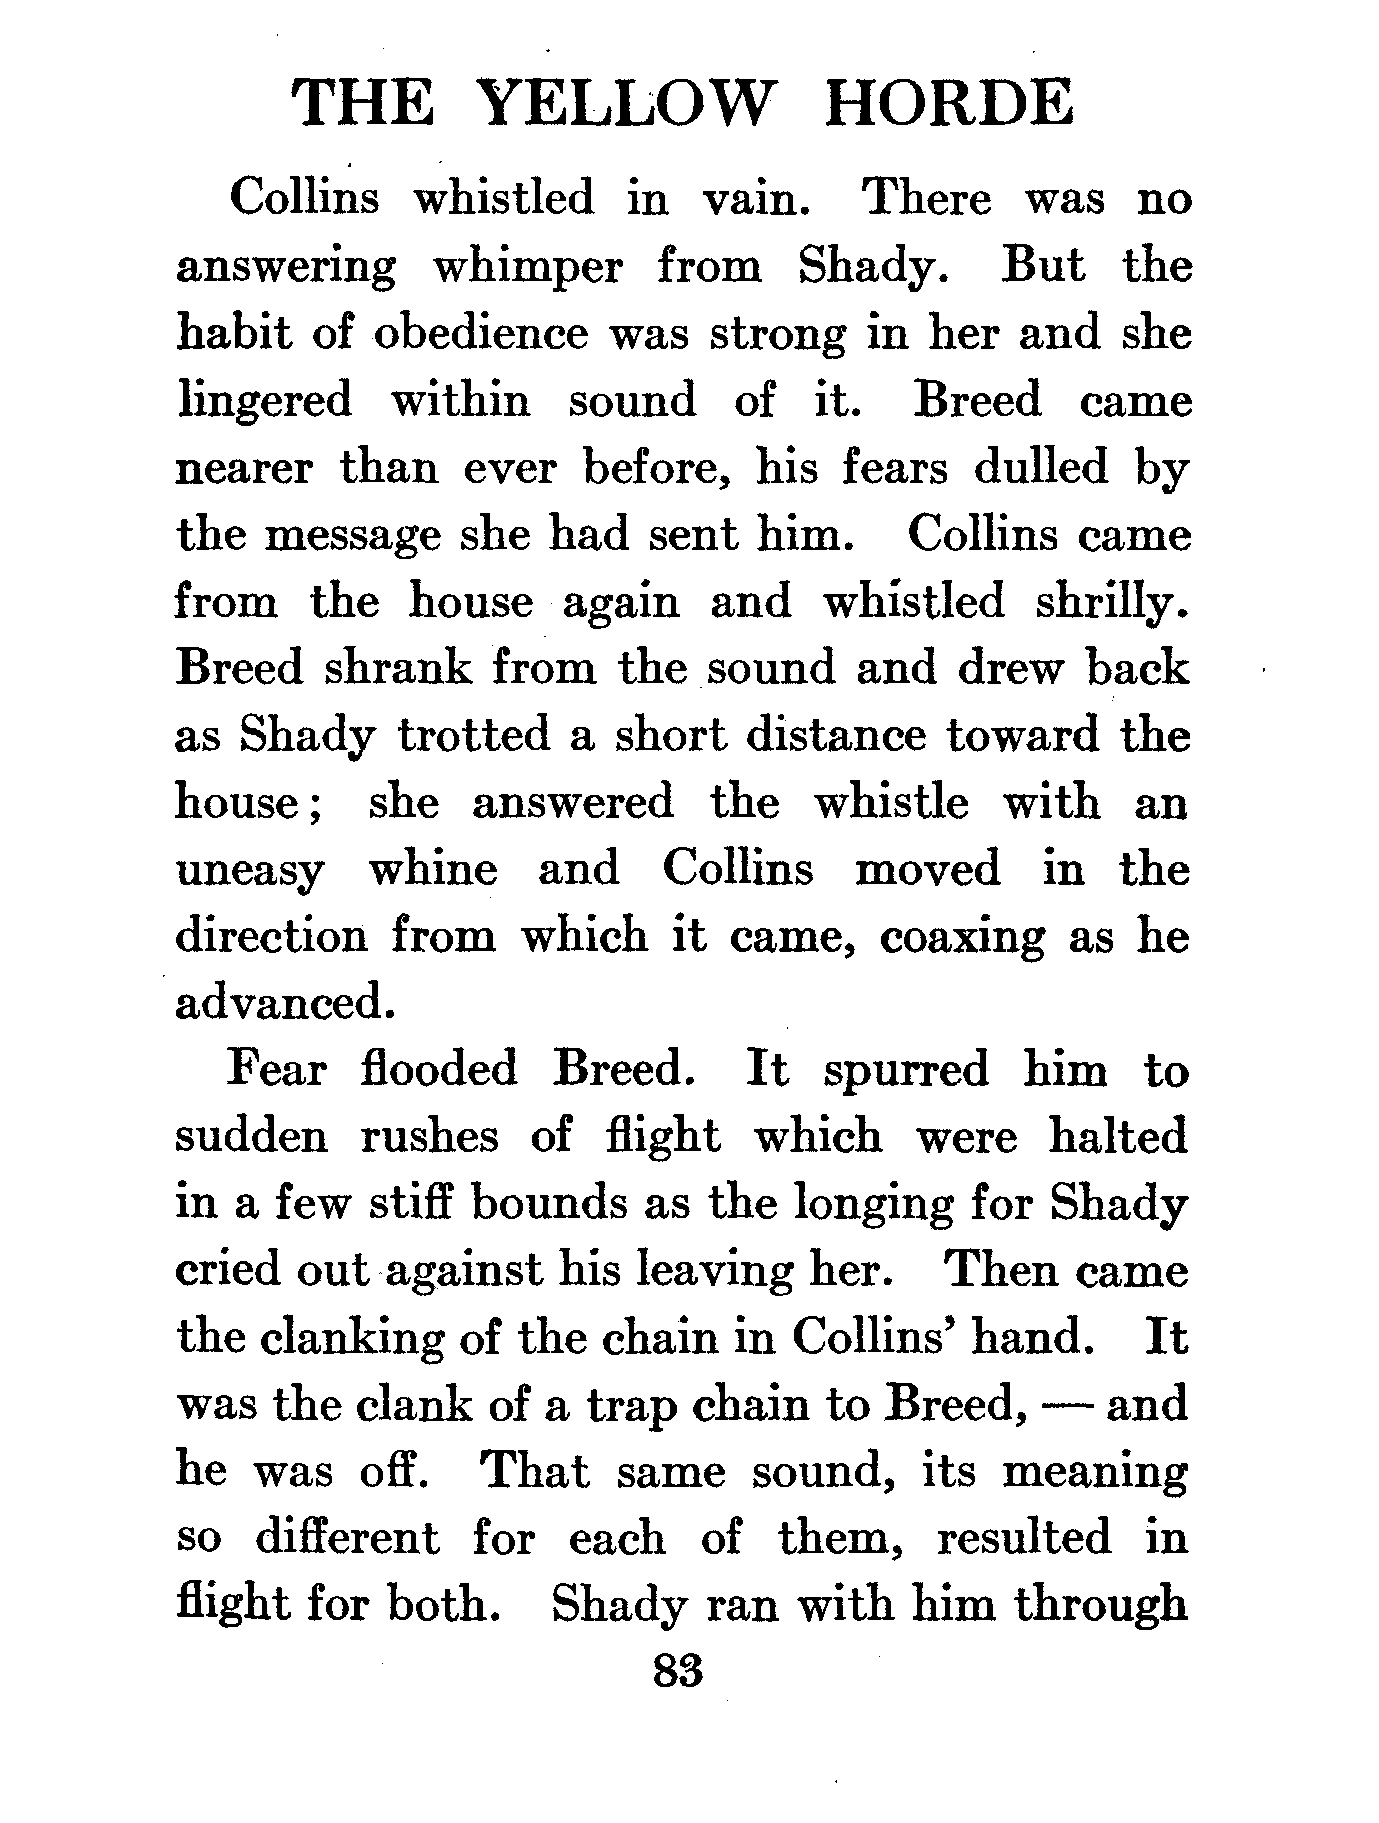 THE YELLOW HORDE
Collins whistled in vain. There was no
answering whimper from Shady. But the
habit of obedience was strong in her and she
lingered within sound of it. Breed came
nearer than ever before, his fears dulled by
the message she had sent him. Collins came
from the house again and whistled shrilly.
Breed shrank from the sound and drew back
as Shady trotted a short distance toward the
house; she answered the whistle with an
uneasy whine and Collins moved in the
direction from which it came, coaxing as he
advanced.
Fear flooded Breed. It spurred him to
sudden rushes of flight which were halted
in a few stiff bounds as the longing for Shady
cried out against his leaving her. Then came
the clanking of the chain in Collins' hand. It
was the clank of a trap chain to Breed, — and
he was off. That same sound, its meaning
so different for each of them, resulted in
flight for both. Shady ran with him through
83